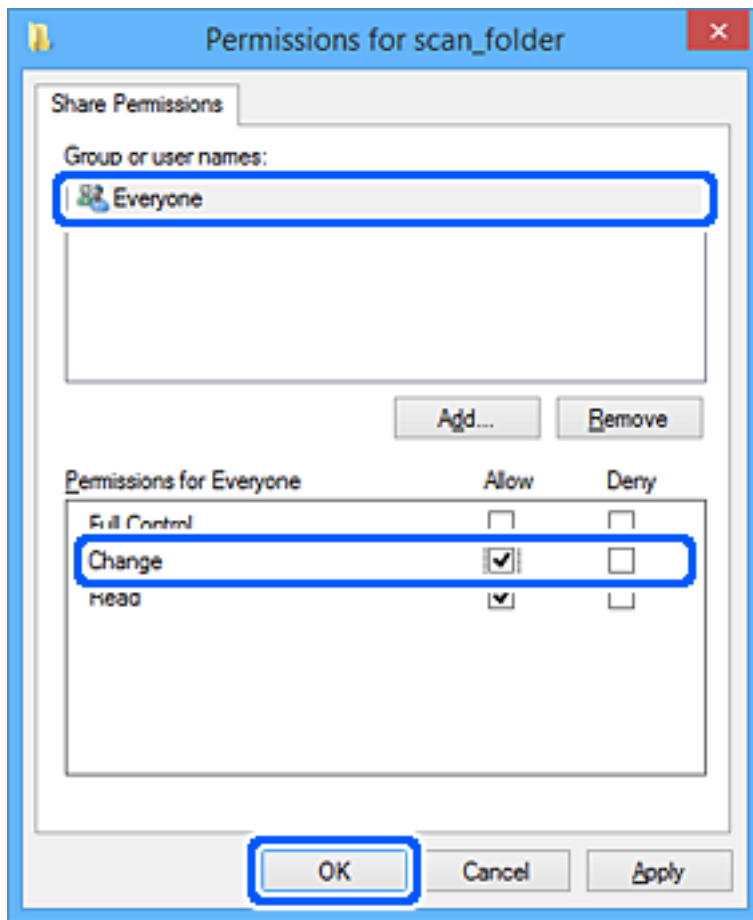 Permissions for scan_folder
Share Permissions
Group or user names:
Everyone
Add... Remove
Permissions for Everyone Allow Deny
Full Control
Change
Read
OK Cancel Apply